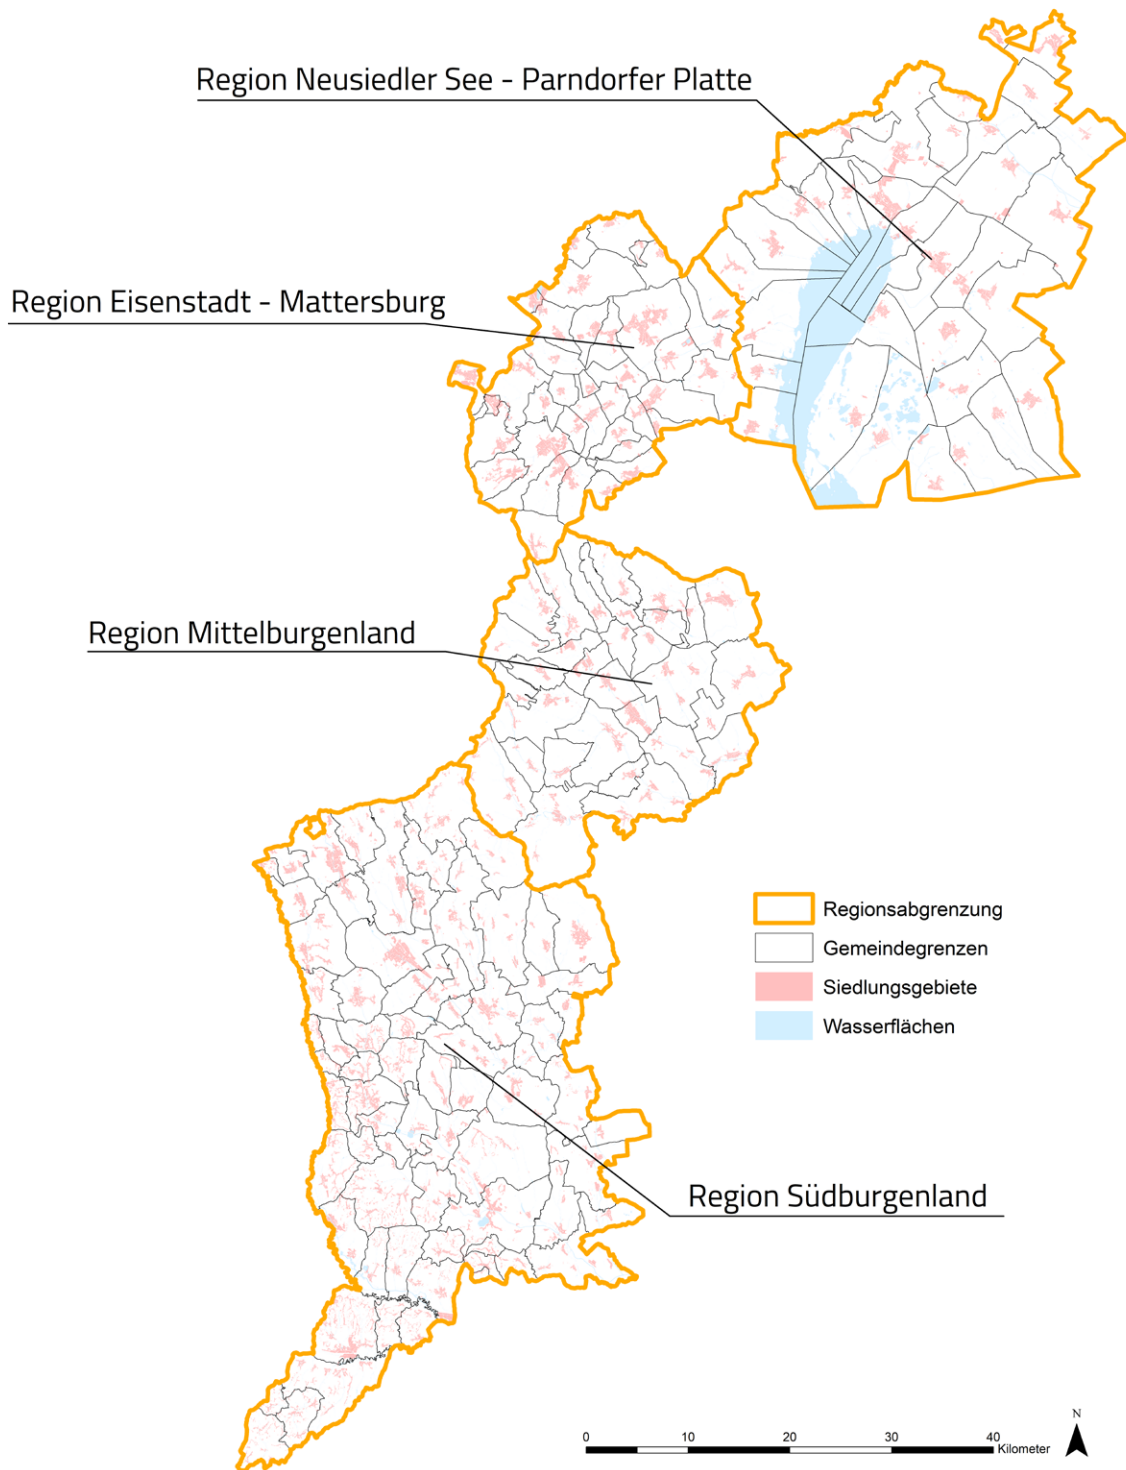 Region Neusiedler See - Parndorfer Platte
Region Eisenstadt - Mattersburg
Region Mittelburgenland
Regionsabgrenzung
Gemeindegrenzen
Siedlungsgebiete
Wasserflächen
Region Südburgenland
N
0 10 20 30 40
Kilometer